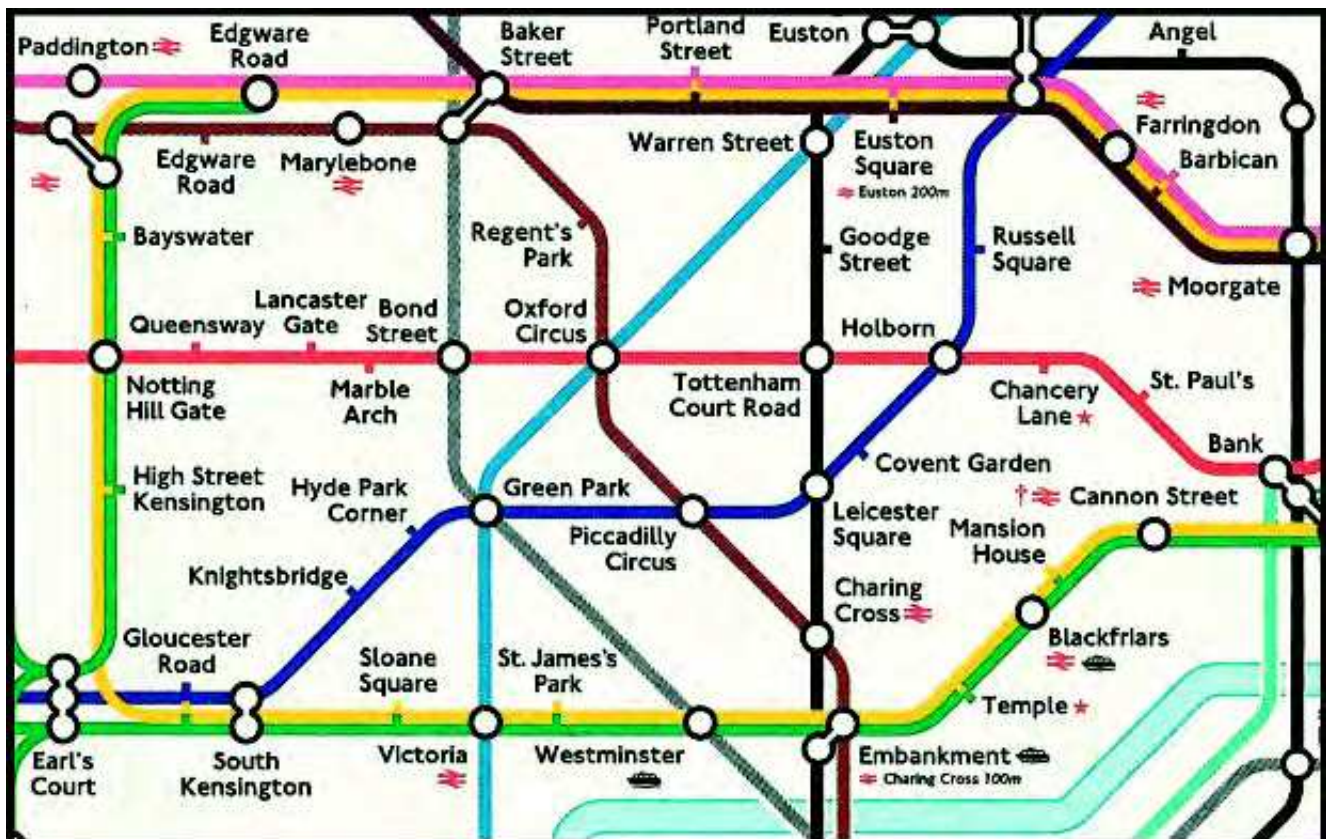 Paddington
Edgware
Road
Baker
Street
Portland
Street
Euston
Angel
Edgware
Road
Marylebone
Warren Street
Euston
Square
Euston 200m
Farringdon
Barbican
Bayswater
Regent's
Park
Goodge
Street
Russell
Square
Moorgate
Queensway
Lancaster
Gate
Bond
Street
Oxford
Circus
Holborn
Notting
Hill Gate
Marble
Arch
Tottenham
Court Road
Chancery
Lane
St. Paul's
Bank
High Street
Kensington
Hyde Park
Corner
Green Park
Piccadilly
Circus
Covent Garden
Leicester
Square
Cannon Street
Mansion
House
Knightsbridge
Charing
Cross
Gloucester
Road
Sloane
Square
St. James's
Park
Blackfriars
Temple
Earl's
Court
South
Kensington
Victoria
Westminster
Embankment
Charing Cross 100m